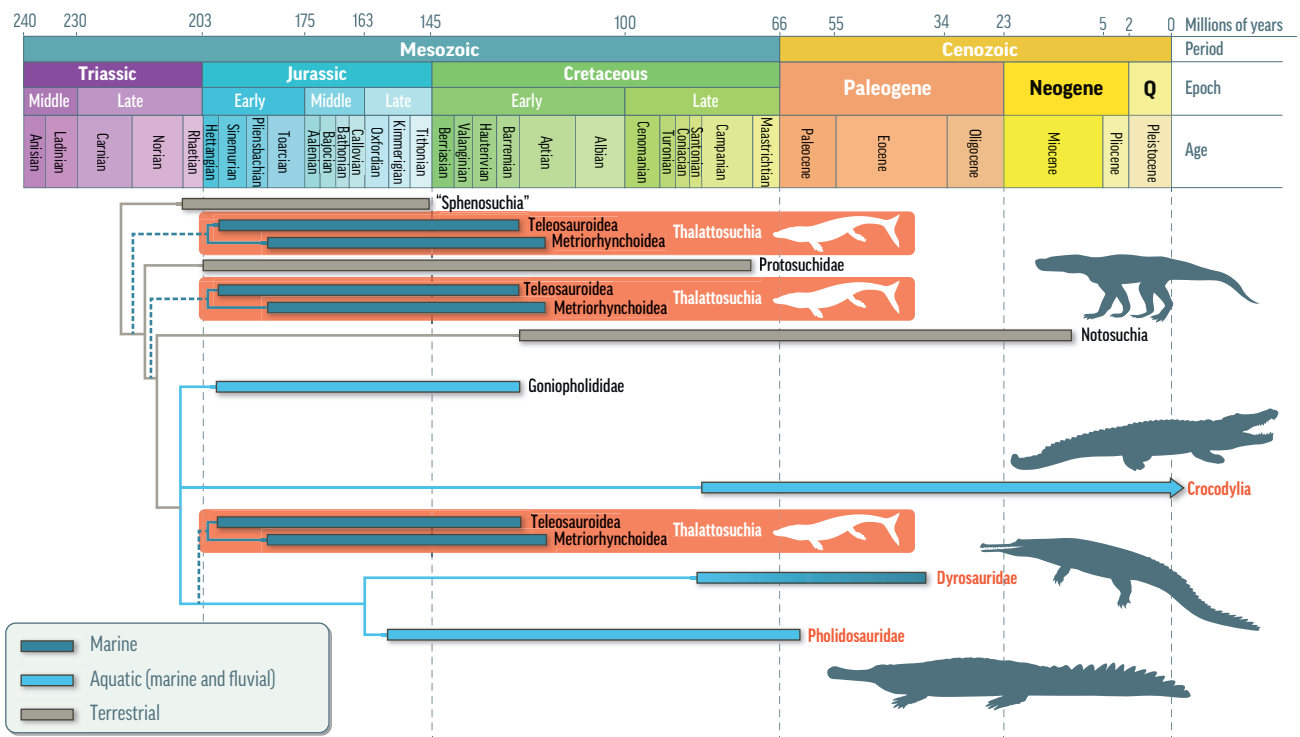 240 230 203 175 163 145 100 66 55 34 23 5 2 0 Millions of years
Mesozoic Cenozoic Period
Triassic Jurassic Cretaceous Paleogene Neogene Q Epoch
Middle Late Early Middle Late Early Late
Anisian Ladinian Carnian Norian Rhaetian Hettangian Sinemurian Pliensbachian Toarcian Aalenian Bajocian Bathonian Callovian Oxfordian Kimmerigian Tithonian Berriasian Valanginian Hauterivian Barremian Aptian Albian Cenomanian Turonian Coniacian Santonian Campanian Maastrichtian Paleocene Eocene Oligocene Miocene Pliocene Pleistocene Age
“Sphenosuchia”
Teleosauroidea
Thalattosuchia
Metriorhynchoidea
Protosuchidae
Teleosauroidea
Thalattosuchia
Metriorhynchoidea
Notosuchia
Goniopholididae
Crocodylia
Teleosauroidea
Thalattosuchia
Metriorhynchoidea
Dyrosauridae
Pholidosauridae
Marine
Aquatic (marine and fluvial)
Terrestrial